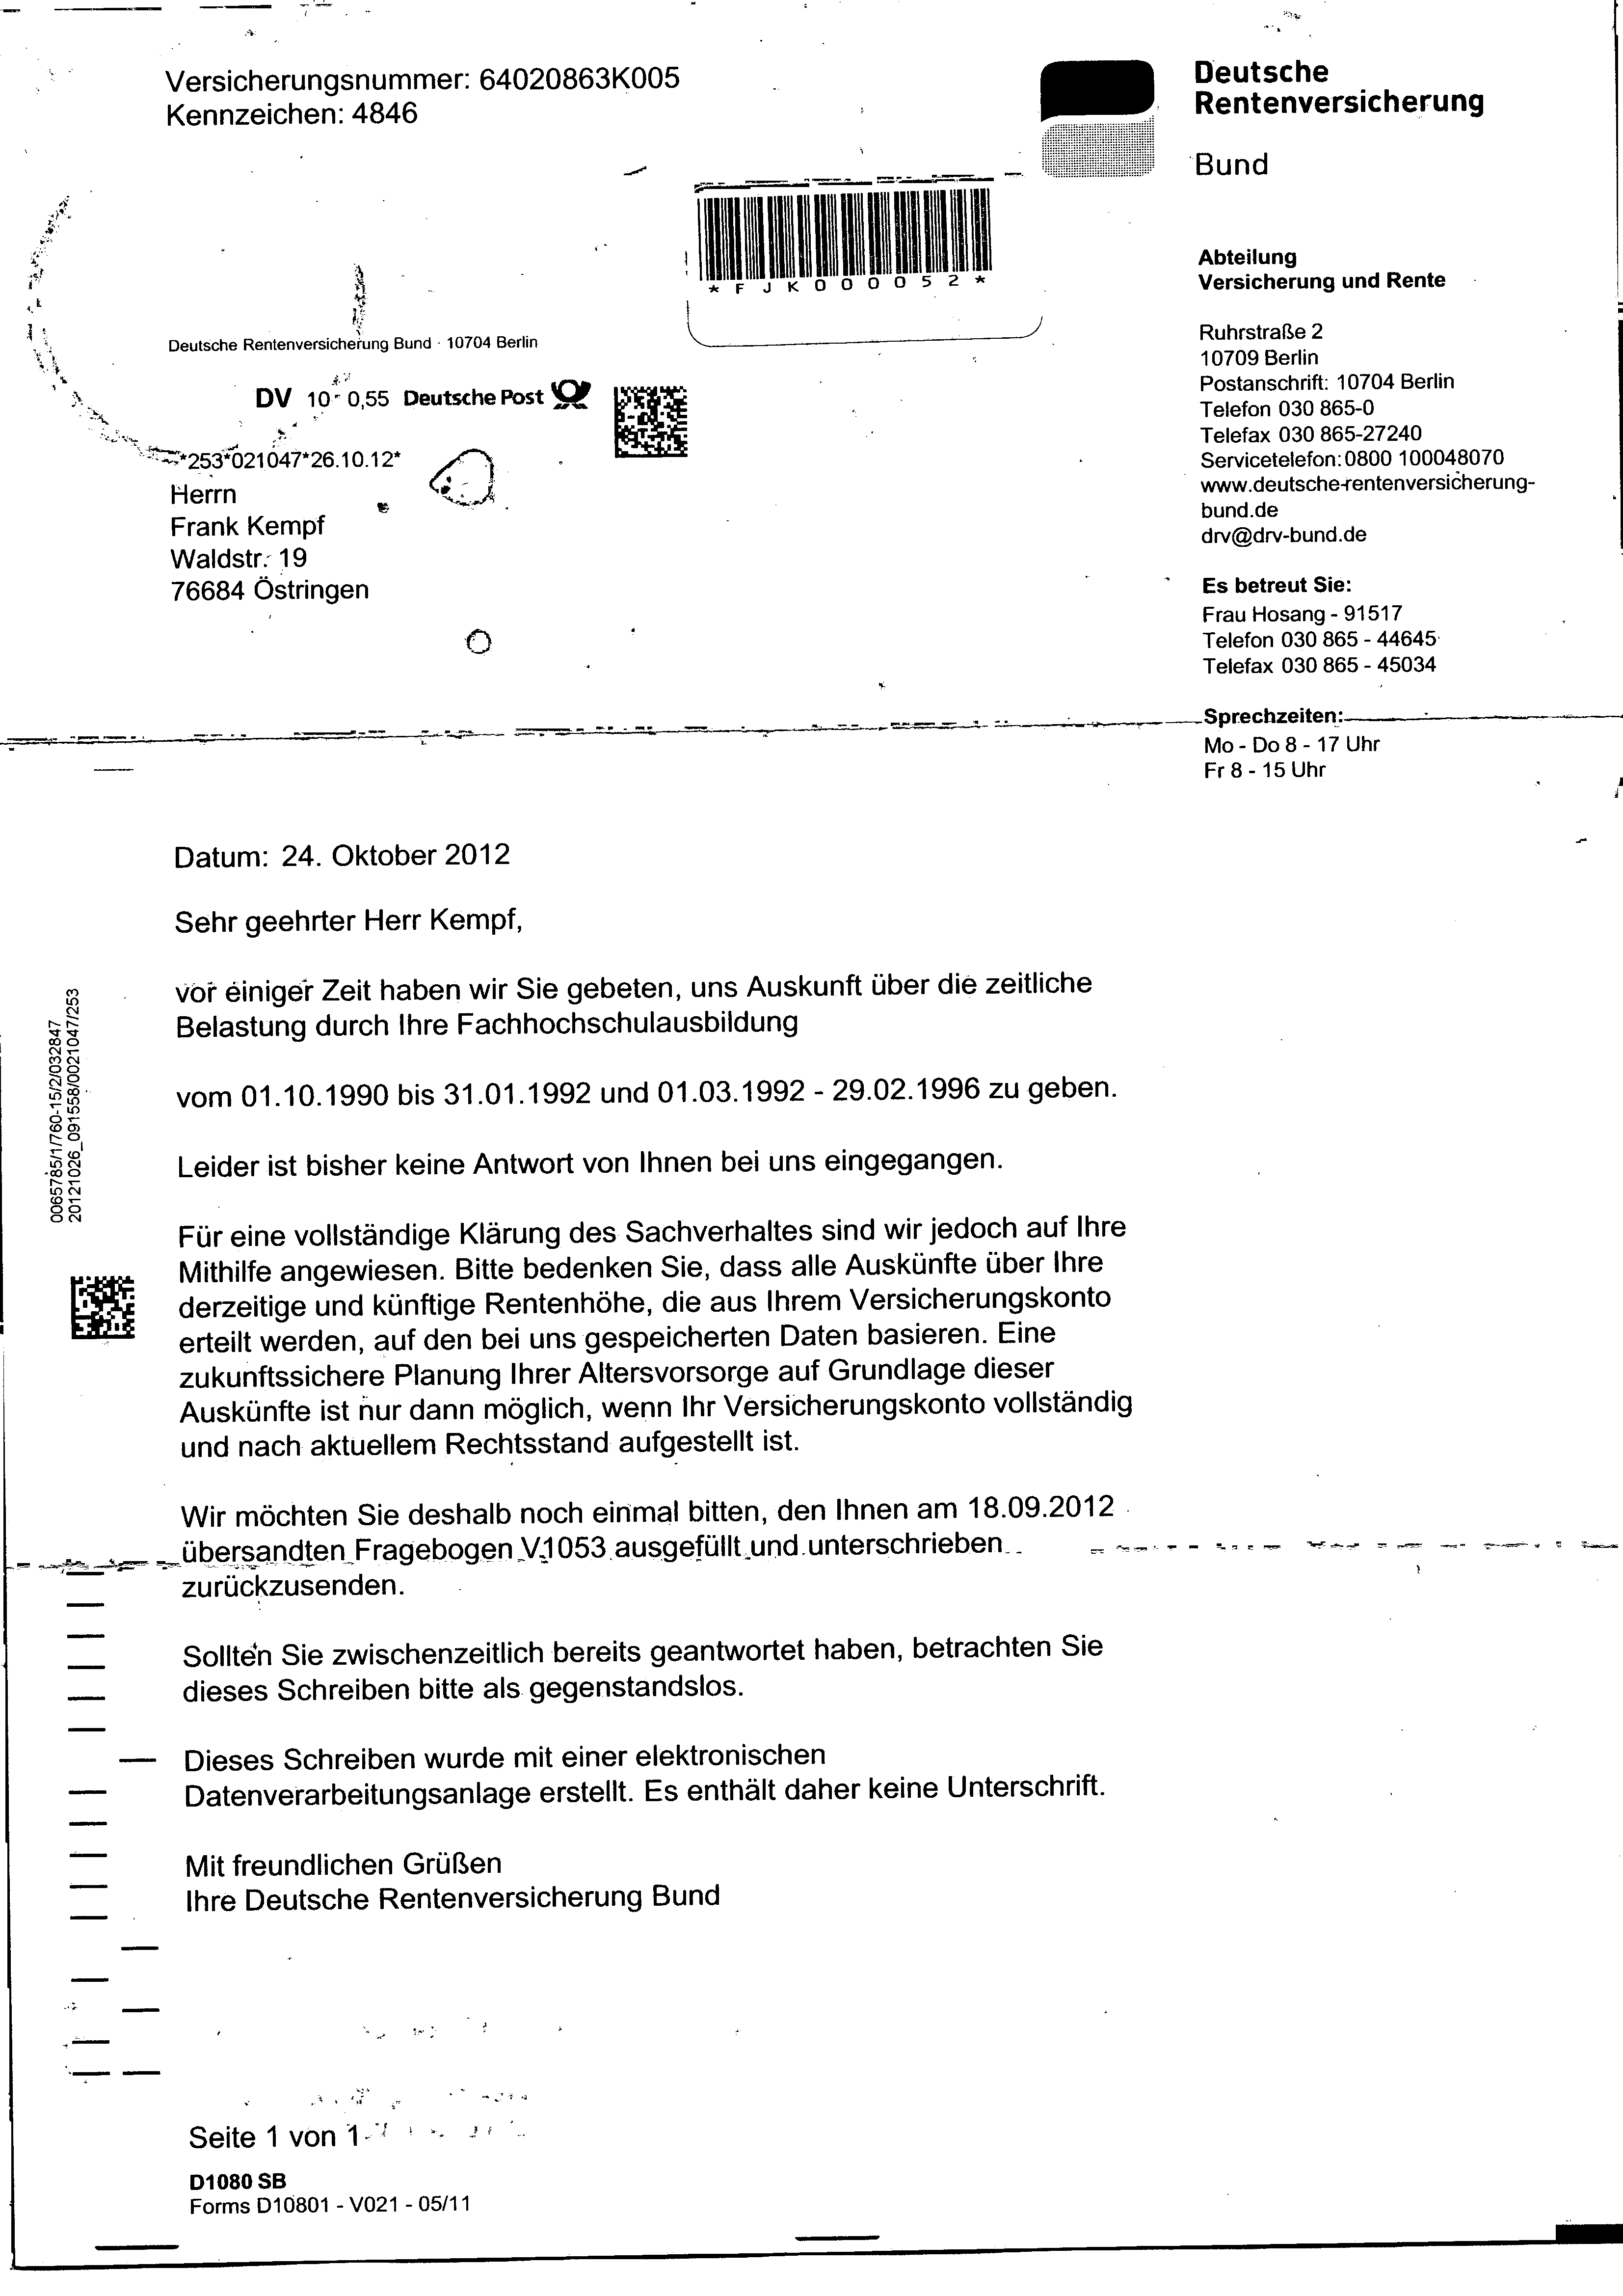 Versicherungsnummer: 64020863K005
Kennzeichen: 4846
Deutsche
Rentenversicherung
Bund
*FJK000052*
Abteilung
Versicherung und Rente
Ruhrstraße 2
10709 Berlin
Postanschrift: 10704 Berlin
Telefon 030 865-0
Telefax 030 865-27240
Servicetelefon: 0800 100048070
www.deutsche-rentenversicherung-
bund.de
drv@drv-bund.de
Es betreut Sie:
Frau Hosang - 91517
Telefon 030 865 - 44645
Telefax 030 865 - 45034
Sprechzeiten:
Mo - Do 8 - 17 Uhr
Fr 8 - 15 Uhr
Deutsche Rentenversicherung Bund · 10704 Berlin
DV 10 0,55 Deutsche Post
*253*021047*26.10.12*
Herrn
Frank Kempf
Waldstr. 19
76684 Östringen
Datum: 24. Oktober 2012
Sehr geehrter Herr Kempf,
vor einiger Zeit haben wir Sie gebeten, uns Auskunft über die zeitliche
Belastung durch Ihre Fachhochschulausbildung
vom 01.10.1990 bis 31.01.1992 und 01.03.1992 - 29.02.1996 zu geben.
Leider ist bisher keine Antwort von Ihnen bei uns eingegangen.
Für eine vollständige Klärung des Sachverhaltes sind wir jedoch auf Ihre
Mithilfe angewiesen. Bitte bedenken Sie, dass alle Auskünfte über Ihre
derzeitige und künftige Rentenhöhe, die aus Ihrem Versicherungskonto
erteilt werden, auf den bei uns gespeicherten Daten basieren. Eine
zukunftssichere Planung Ihrer Altersvorsorge auf Grundlage dieser
Auskünfte ist nur dann möglich, wenn Ihr Versicherungskonto vollständig
und nach aktuellem Rechtsstand aufgestellt ist.
Wir möchten Sie deshalb noch einmal bitten, den Ihnen am 18.09.2012
übersandten Fragebogen V1053 ausgefüllt und unterschrieben
zurückzusenden.
Sollten Sie zwischenzeitlich bereits geantwortet haben, betrachten Sie
dieses Schreiben bitte als gegenstandslos.
Dieses Schreiben wurde mit einer elektronischen
Datenverarbeitungsanlage erstellt. Es enthält daher keine Unterschrift.
Mit freundlichen Grüßen
Ihre Deutsche Rentenversicherung Bund
0065785/1/760-15/2/032847
20121026_091558/0021047/253
Seite 1 von 1
D1080 SB
Forms D10801 - V021 - 05/11